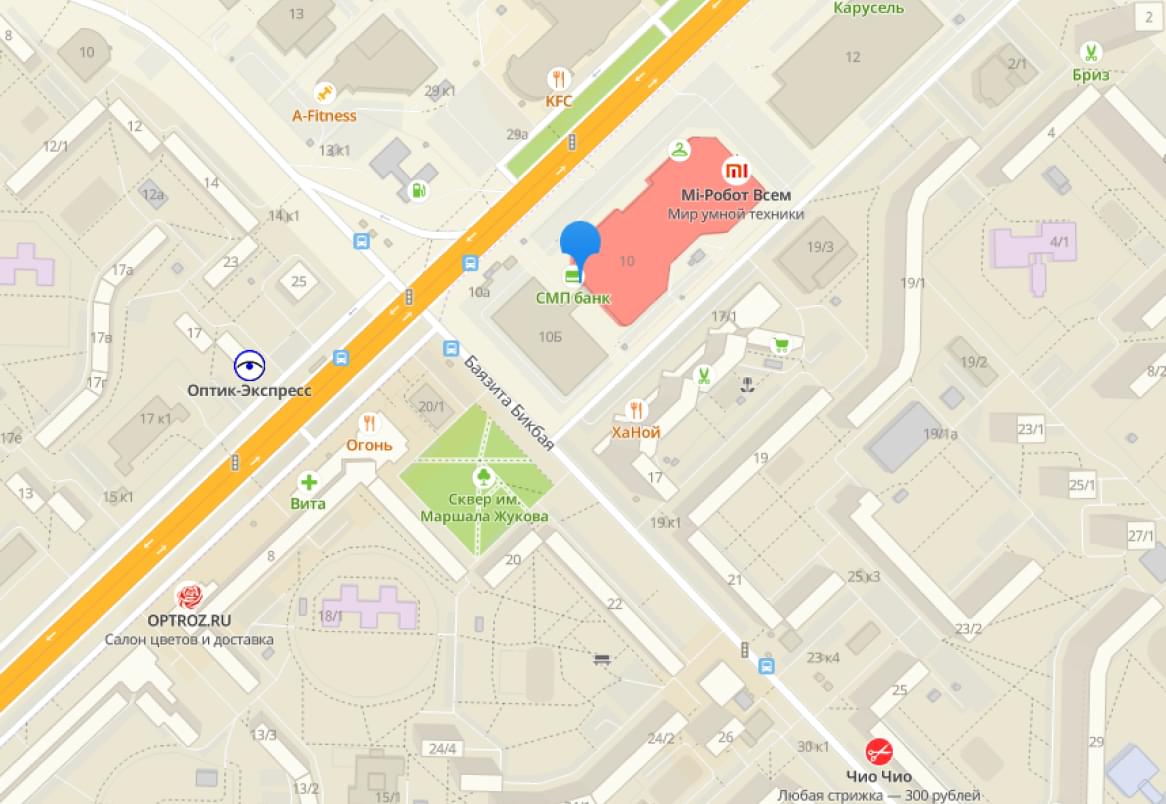 Карусель
2
13
8
10
12
2/1
Бриз
KFC
29 к1
A-Fitness
12
29а
4
12/1
13 к1
14
12а
Mi-Робот Всем
Мир умной техники
14 к1
4/1
19/3
23
10
17а
25
19/1
10а
СМП банк
17/1
17
17в
10Б
Оптик-Экспресс
19/2
8/2
17г
Баязита Бикбая
20/1
17 к1
ХаНой
23/1
19/1а
17е
Огонь
19
17
25/1
13
15 к1
Вита
Сквер им.
Маршала Жукова
19 к1
27/1
8
20
21
25 к3
22
18/1
OPTROZ.RU
Салон цветов и доставка
23/2
23 к4
25
13/3
24/4
24/2
26
30 к1
29
Чио Чио
Любая стрижка — 300 рублей
13/2
15/1